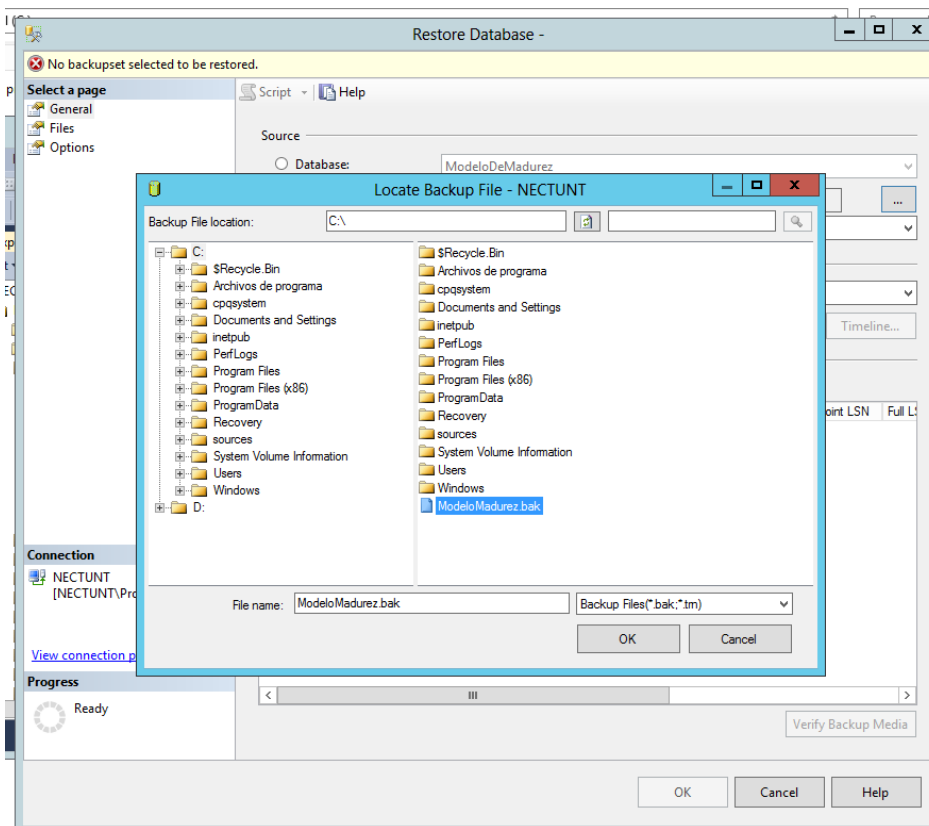 Restore Database -
No backupset selected to be restored.
Select a page
General
Files
Options
Script
Help
Source
Database:
ModeloDeMadurez
...
Timeline...
oint LSN
Full L
Locate Backup File - NECTUNT
Backup File location:
C:\
C:
$Recycle.Bin
Archivos de programa
cpqsystem
Documents and Settings
inetpub
PerfLogs
Program Files
Program Files (x86)
ProgramData
Recovery
sources
System Volume Information
Users
Windows
D:
$Recycle.Bin
Archivos de programa
cpqsystem
Documents and Settings
inetpub
PerfLogs
Program Files
Program Files (x86)
ProgramData
Recovery
sources
System Volume Information
Users
Windows
ModeloMadurez.bak
File name:
ModeloMadurez.bak
Backup Files(*.bak;*.trn)
OK
Cancel
Connection
NECTUNT
[NECTUNT\Pro
View connection p
Progress
Ready
Verify Backup Media
OK
Cancel
Help